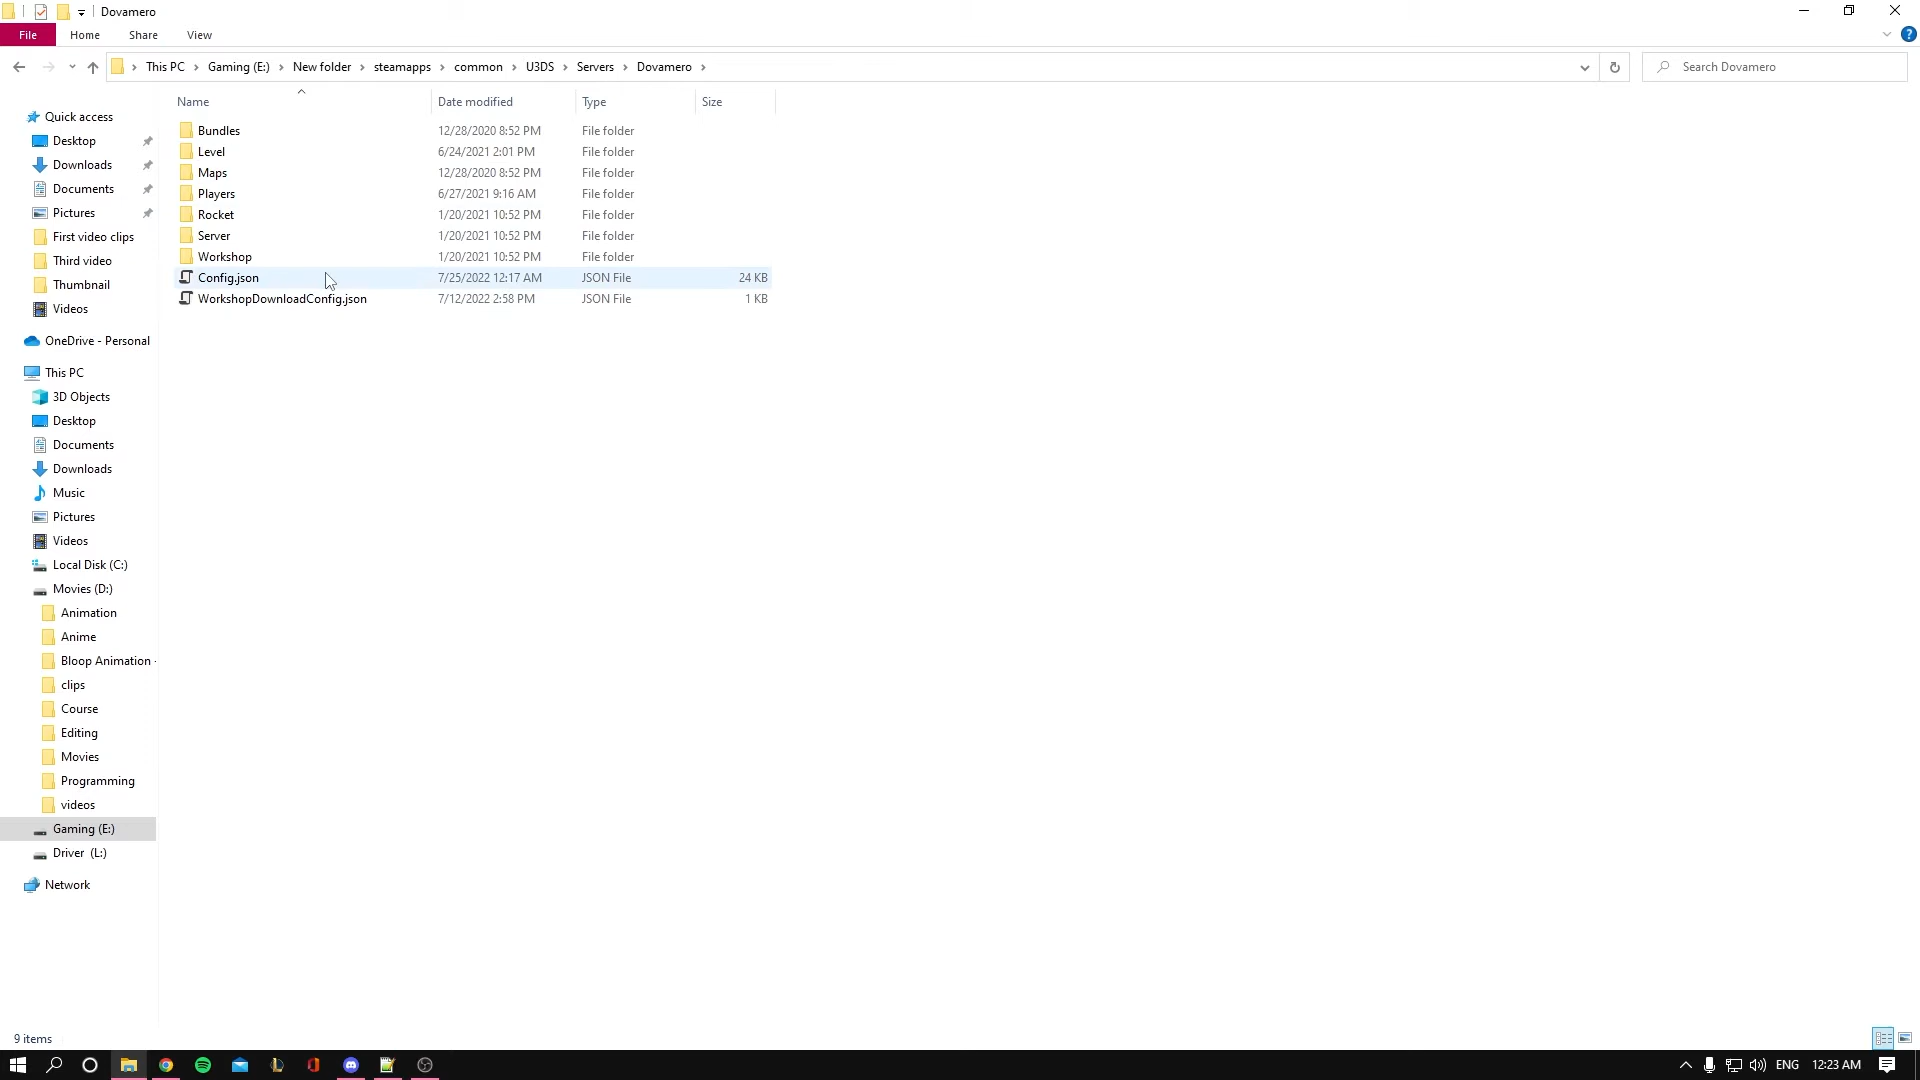 Dovamero
File Home Share View
This PC Gaming (E:) New folder steamapps common U3DS Servers Dovamero
Search Dovamero
Name Date modified Type Size
Bundles 12/28/2020 8:52 PM File folder
Level 6/24/2021 2:01 PM File folder
Maps 12/28/2020 8:52 PM File folder
Players 6/27/2021 9:16 AM File folder
Rocket 1/20/2021 10:52 PM File folder
Server 1/20/2021 10:52 PM File folder
Workshop 1/20/2021 10:52 PM File folder
Config.json 7/25/2022 12:17 AM JSON File 24 KB
WorkshopDownloadConfig.json 7/12/2022 2:58 PM JSON File 1 KB
Quick access
Desktop
Downloads
Documents
Pictures
First video clips
Third video
Thumbnail
Videos
OneDrive - Personal
This PC
3D Objects
Desktop
Documents
Downloads
Music
Pictures
Videos
Local Disk (C:)
Movies (D:)
Animation
Anime
Bloop Animation -
clips
Course
Editing
Movies
Programming
videos
Gaming (E:)
Driver (L:)
Network
9 items
ENG 12:23 AM